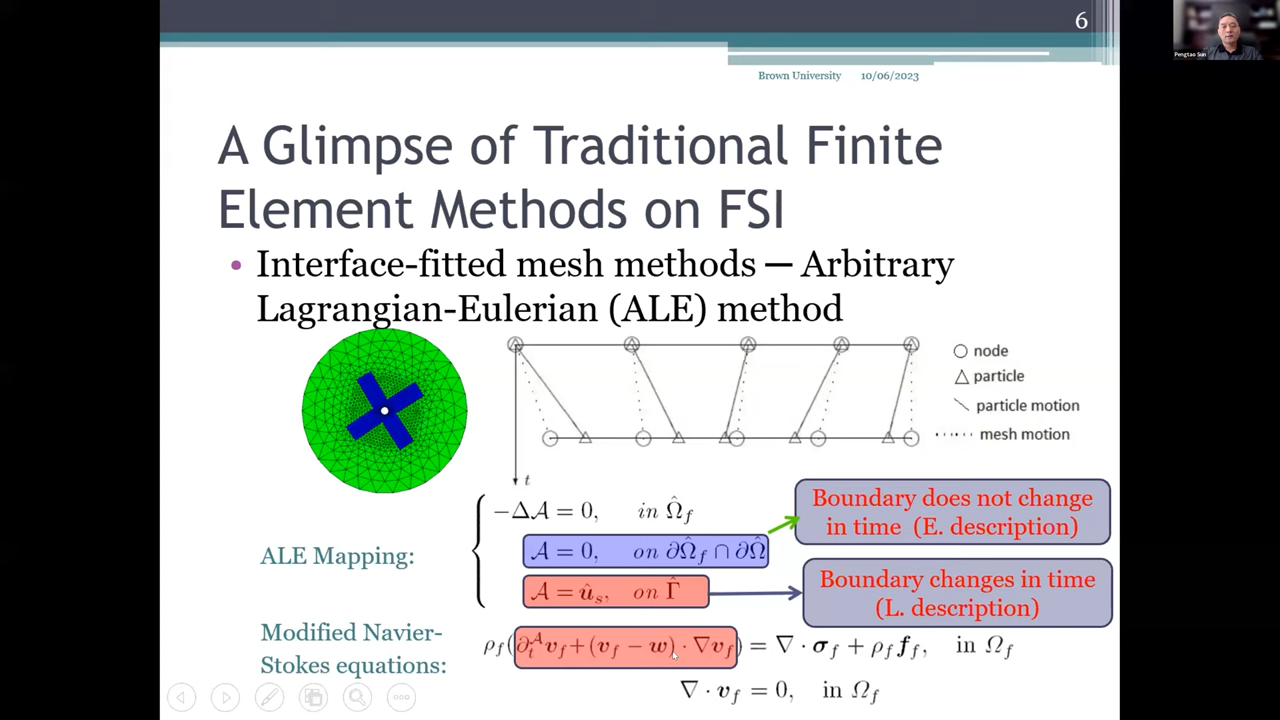 6
Pengtao Sun
Brown University 10/06/2023
A Glimpse of Traditional Finite
Element Methods on FSI
• Interface-fitted mesh methods — Arbitrary
Lagrangian-Eulerian (ALE) method
node
particle
particle motion
mesh motion
t
ALE Mapping:
−Δ𝒜 = 0, in Ω̂_f
𝒜 = 0, on ∂Ω̂_f ∩ ∂Ω̂
𝒜 = û_s, on Γ̂
Boundary does not change
in time (E. description)
Boundary changes in time
(L. description)
Modified Navier-
Stokes equations:
ρ_f(∂_t^𝒜 v_f + (v_f − w) · ∇v_f) = ∇ · σ_f + ρ_f f_f, in Ω_f
∇ · v_f = 0, in Ω_f